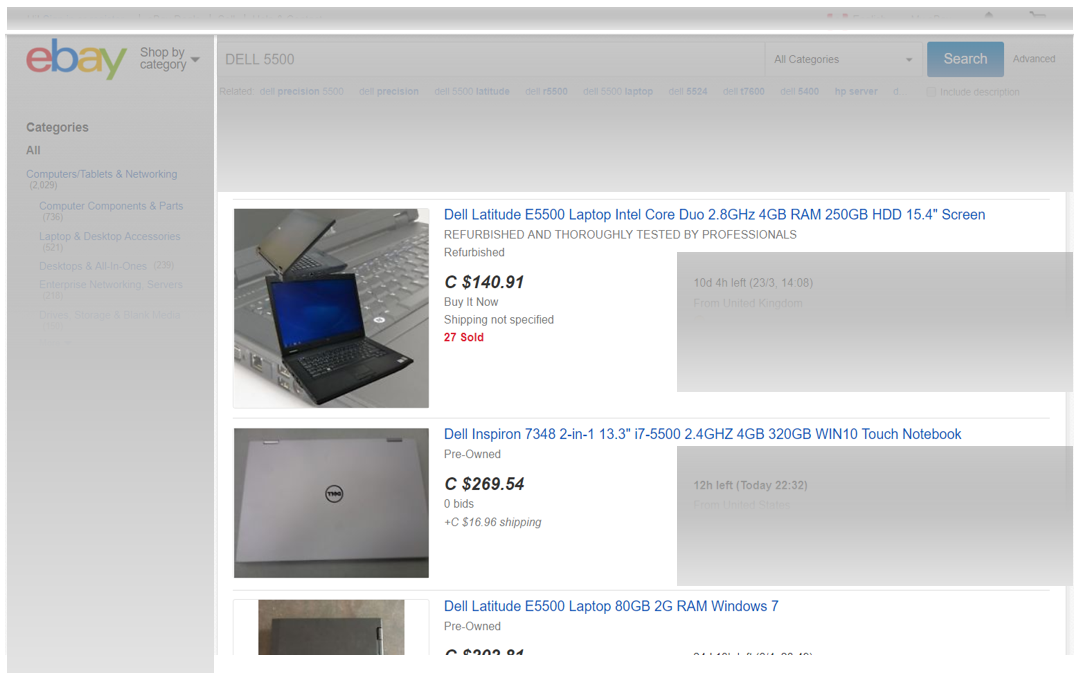 ebay
Shop by
category
DELL 5500
All Categories
Search
Advanced
Related: dell precision 5500 dell precision dell 5500 latitude dell r5500 dell 5500 laptop dell 5524 dell t7600 dell 5400 hp server d..
Include description
Categories
All
Computers/Tablets & Networking
(2,029)
Computer Components & Parts
(736)
Laptop & Desktop Accessories
(521)
Desktops & All-In-Ones (239)
Enterprise Networking, Servers
Drives, Storage & Blank Media
Dell Latitude E5500 Laptop Intel Core Duo 2.8GHz 4GB RAM 250GB HDD 15.4" Screen
REFURBISHED AND THOROUGHLY TESTED BY PROFESSIONALS
Refurbished
C $140.91
10d 4h left (23/3, 14:08)
Buy It Now
From United Kingdom
Shipping not specified
27 Sold
Dell Inspiron 7348 2-in-1 13.3" i7-5500 2.4GHZ 4GB 320GB WIN10 Touch Notebook
Pre-Owned
C $269.54
12h left (Today 22:32)
0 bids
From United States
+C $16.96 shipping
DELL
Dell Latitude E5500 Laptop 80GB 2G RAM Windows 7
Pre-Owned
C $202.81